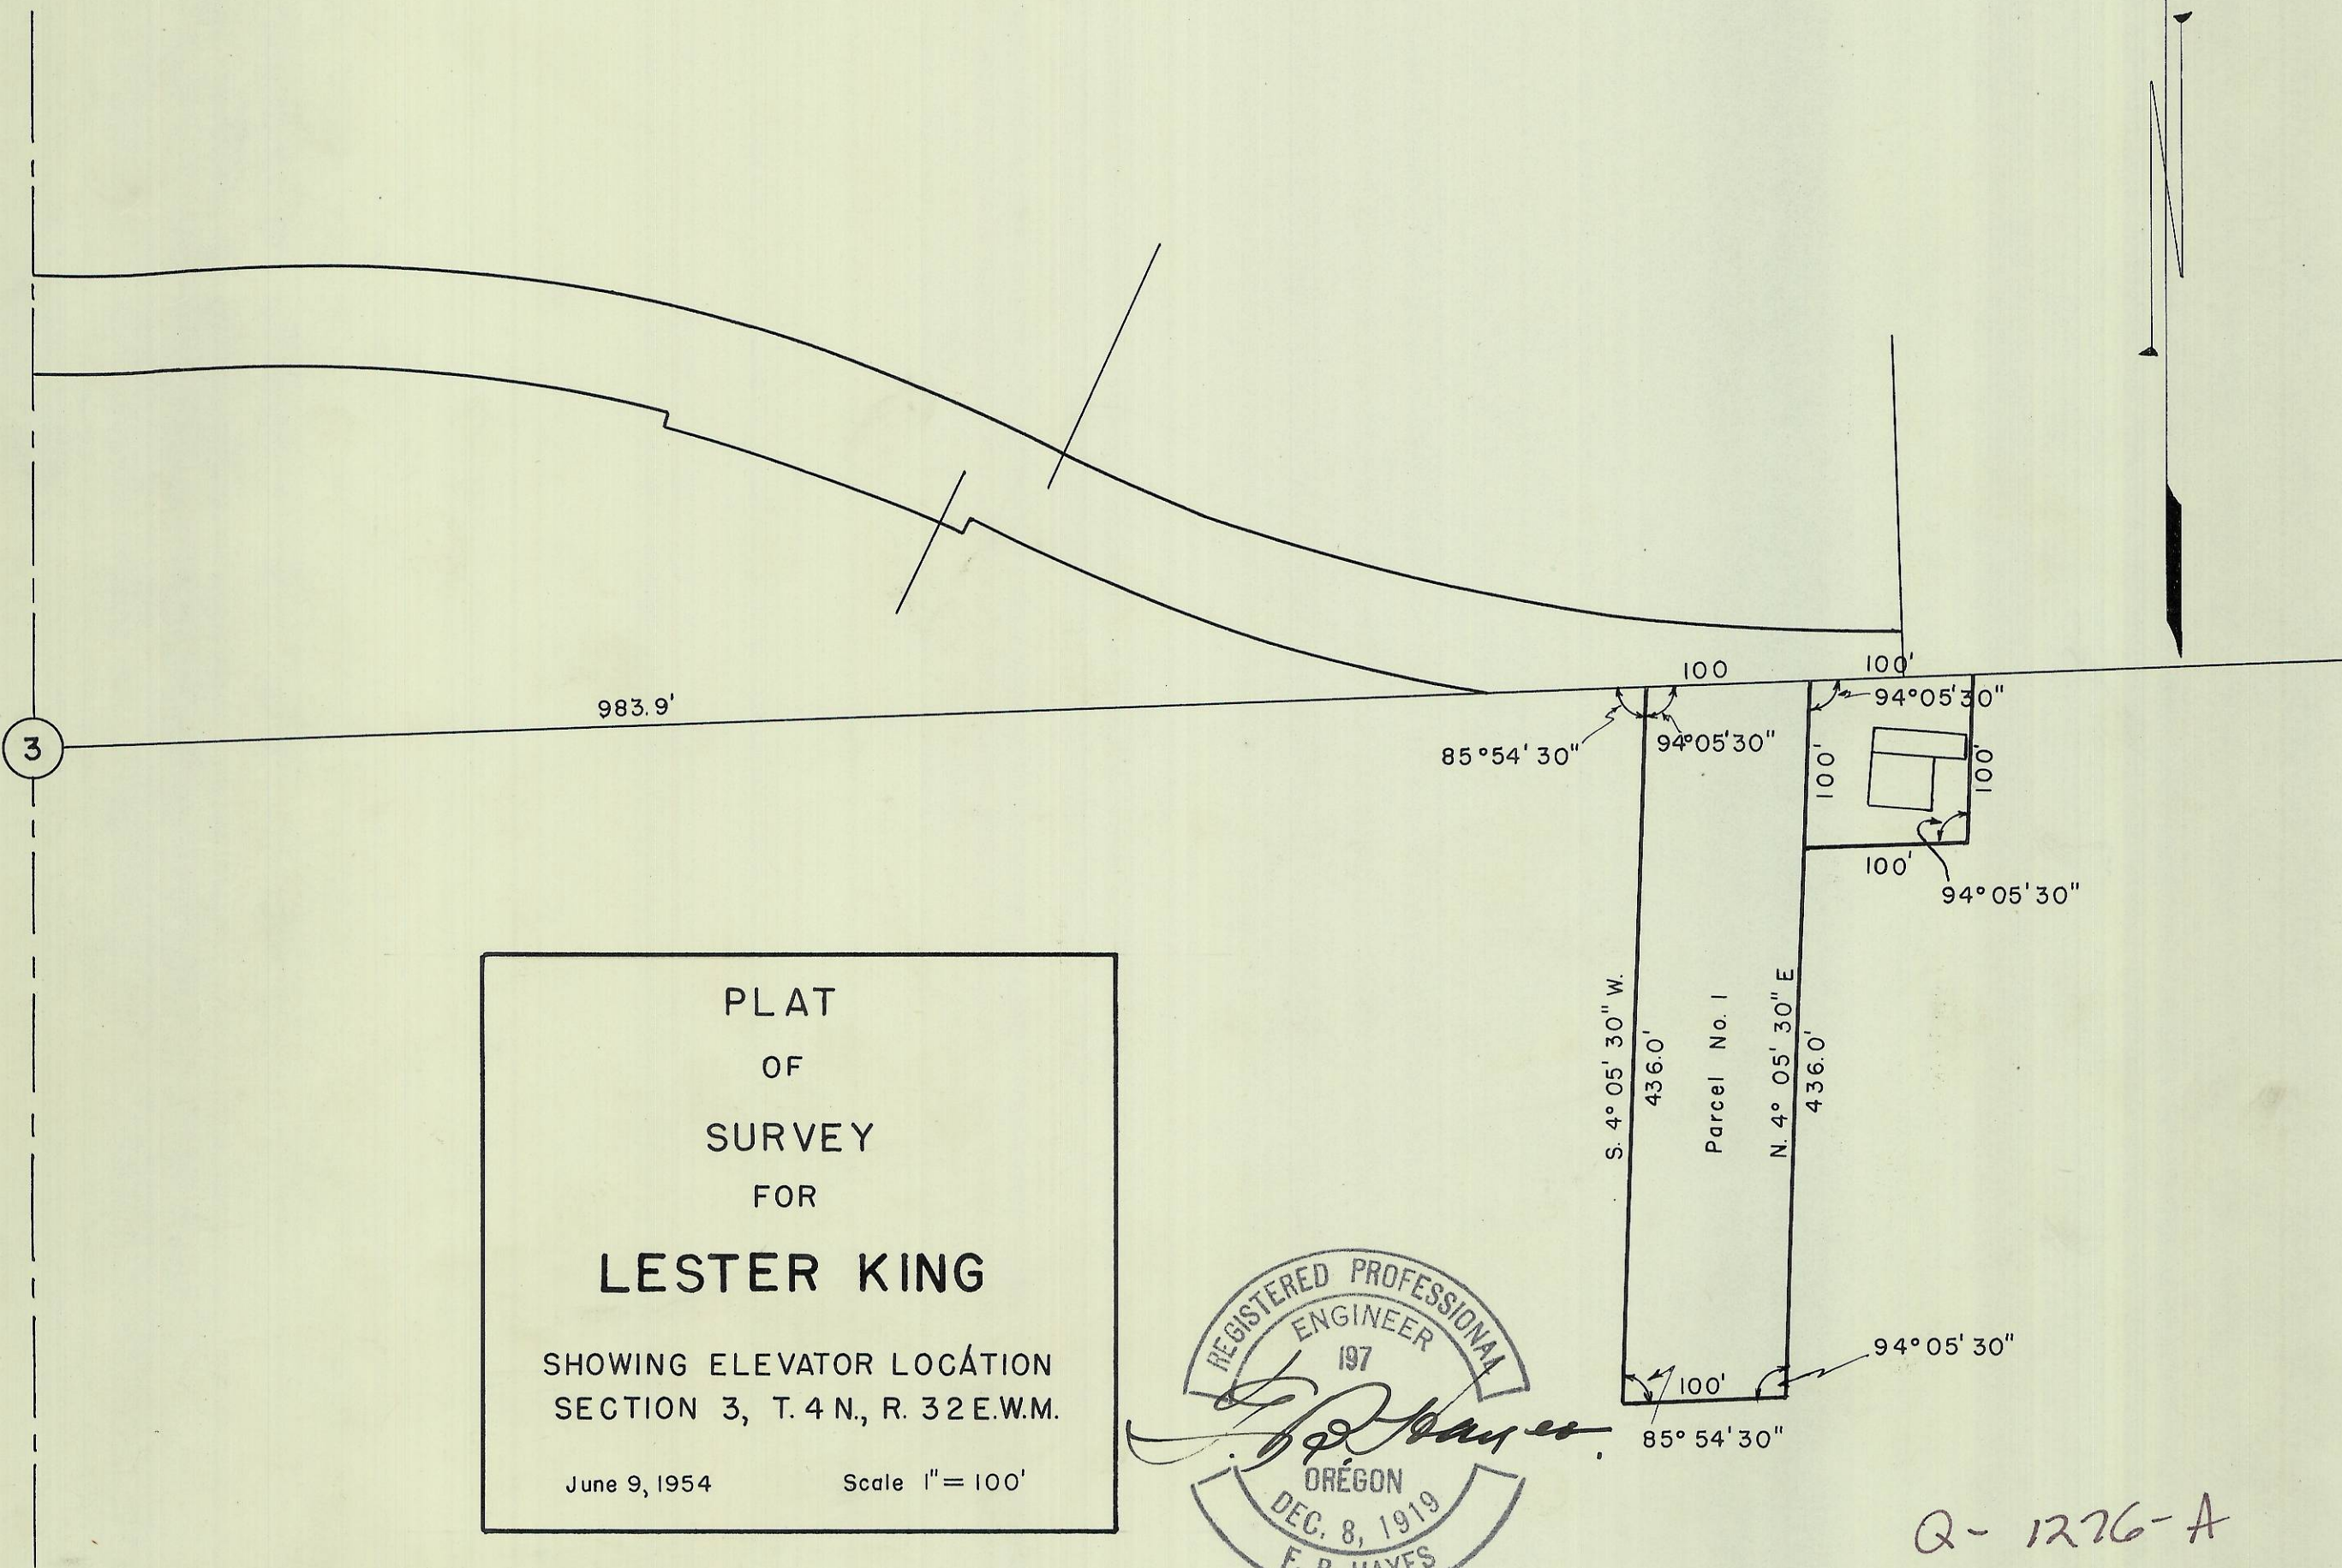 983.9'
3
100
100'
94°05'30"
85°54'30"
94°05'30"
100'
100'
100'
94°05'30"
PLAT
OF
SURVEY
FOR
LESTER KING
SHOWING ELEVATOR LOCATION
SECTION 3, T. 4 N., R. 32 E.W.M.
June 9, 1954 Scale 1" = 100'
S. 4° 05' 30" W.
436.0'
Parcel No. 1
N. 4° 05' 30" E
436.0'
94°05'30"
100'
85° 54' 30"
REGISTERED PROFESSIONAL
ENGINEER
197
F. B. Hayes
OREGON
DEC. 8, 1919
HAYES
Q- 1276-A